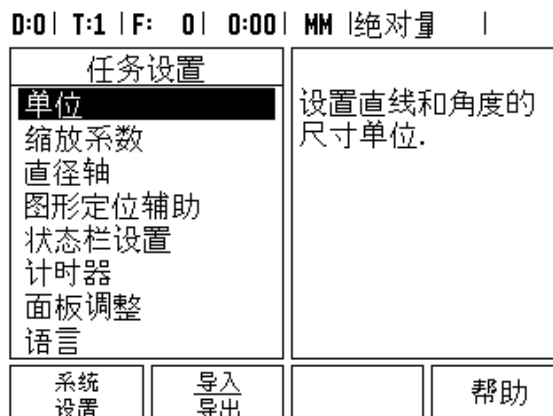 D:0| T:1 |F: 0| 0:00| MM |绝对量 |
任务设置
单位
缩放系数
直径轴
图形定位辅助
状态栏设置
计时器
面板调整
语言
设置直线和角度的
尺寸单位.
系统
设置
导入
导出
帮助